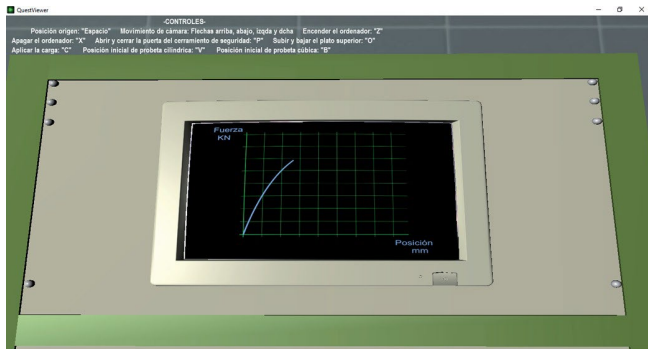 QuestViewer
-CONTROLES-
Posición origen: "Espacio" Movimiento de cámara: Flechas arriba, abajo, izqda y dcha Encender el ordenador: "Z"
Apagar el ordenador: "X" Abrir y cerrar la puerta del cerramiento de seguridad: "P" Subir y bajar el plato superior: "O"
Aplicar la carga: "C" Posición inicial de probeta cilíndrica: "V" Posición inicial de probeta cúbica: "B"
Fuerza
KN
Posición
mm